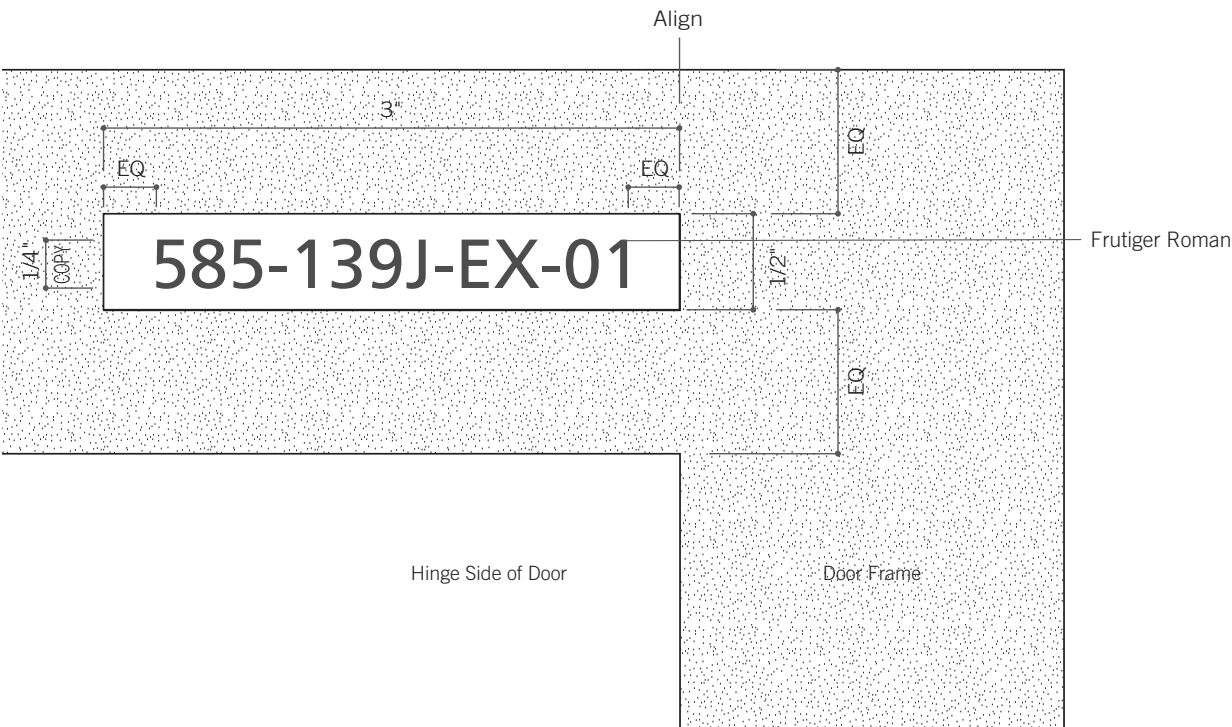 Align
3"
EQ
EQ
EQ
1/4"
COPY
585-139J-EX-01
1/2"
Frutiger Roman
EQ
Hinge Side of Door
Door Frame